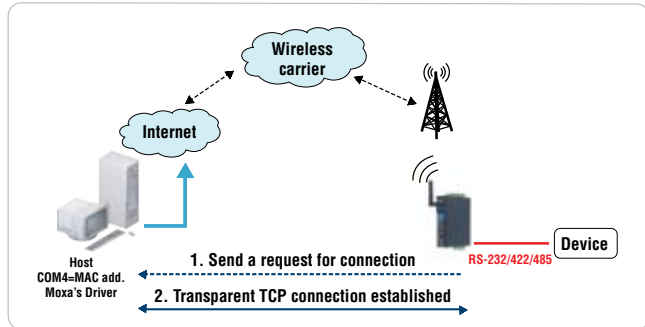 Wireless
carrier
Internet
Host
COM4=MAC add.
Moxa's Driver
1. Send a request for connection
RS-232/422/485
Device
2. Transparent TCP connection established